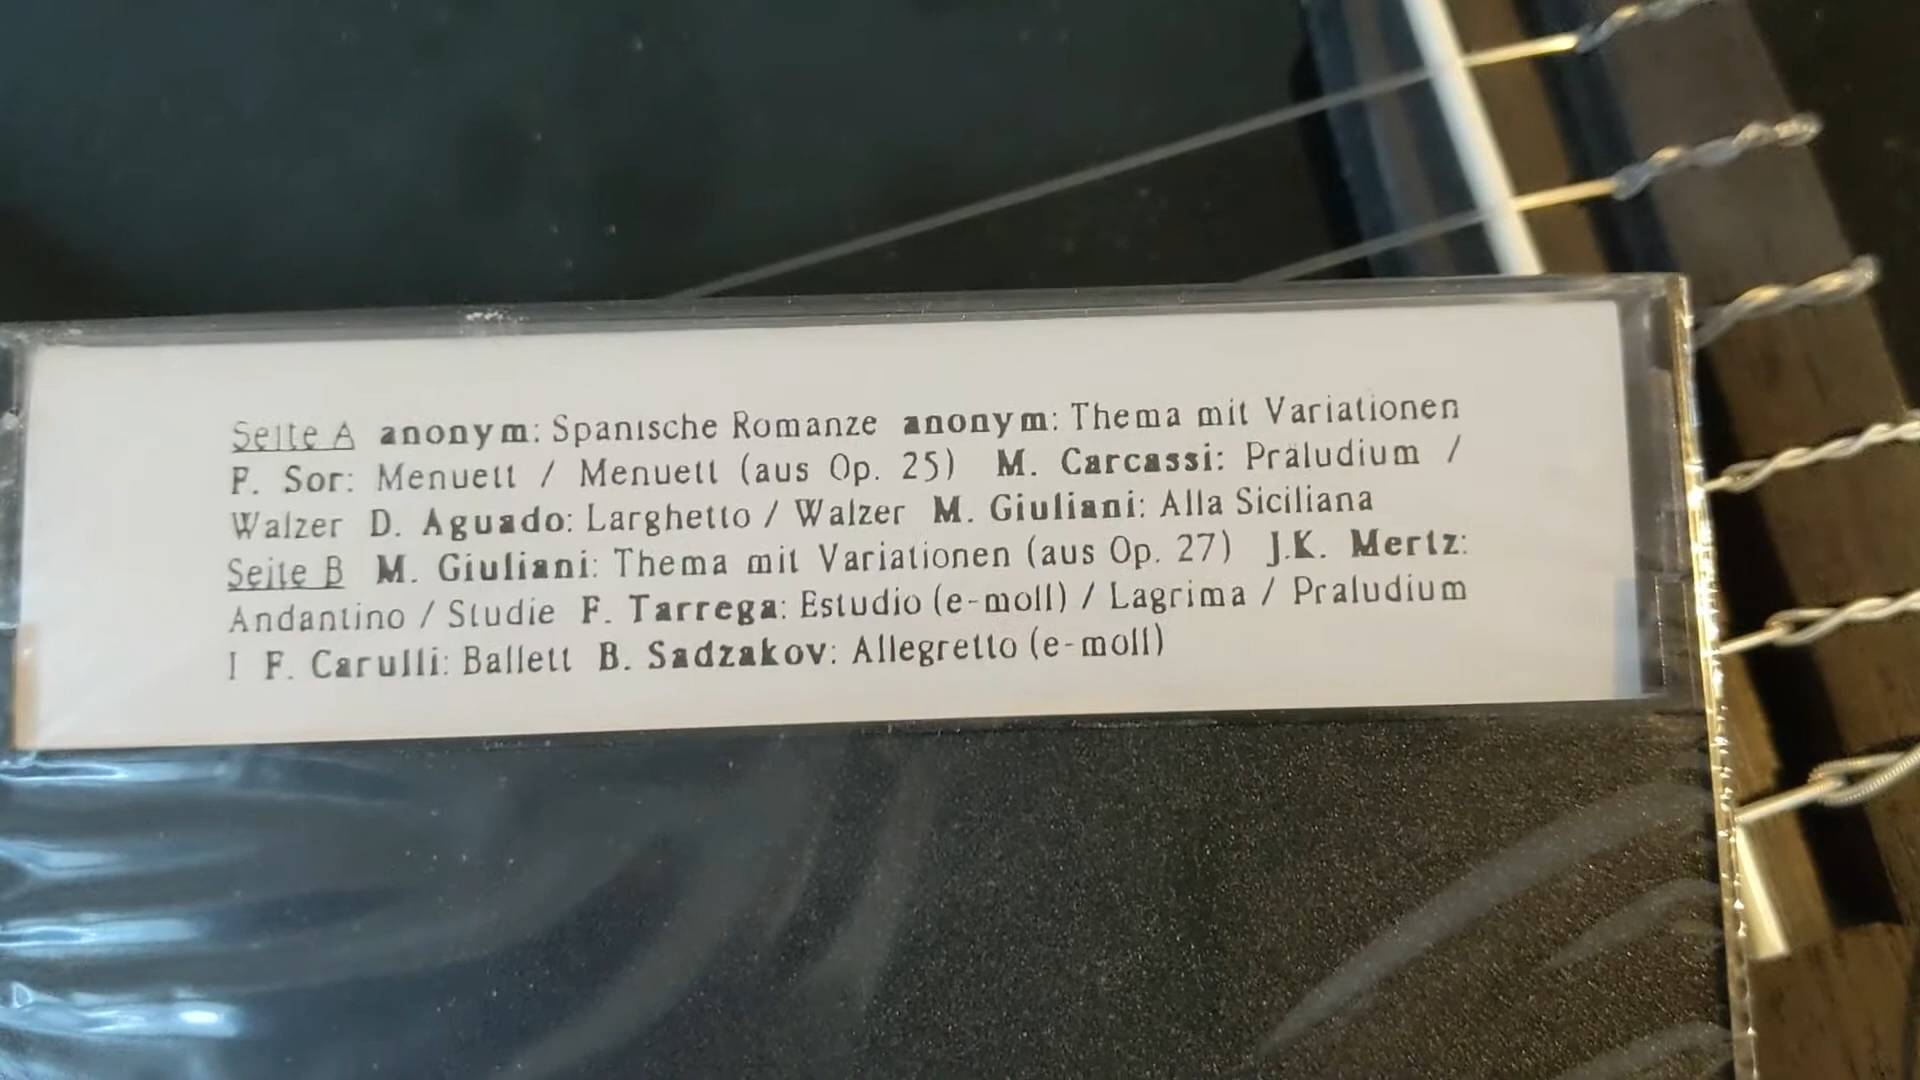 Seite A anonym: Spanische Romanze anonym: Thema mit Variationen
F. Sor: Menuett / Menuett (aus Op. 25) M. Carcassi: Präludium /
Walzer D. Aguado: Larghetto / Walzer M. Giuliani: Alla Siciliana
Seite B M. Giuliani: Thema mit Variationen (aus Op. 27) J.K. Mertz:
Andantino / Studie F. Tarrega: Estudio (e-moll) / Lagrima / Praludium
I F. Carulli: Ballett B. Sadzakov: Allegretto (e-moll)